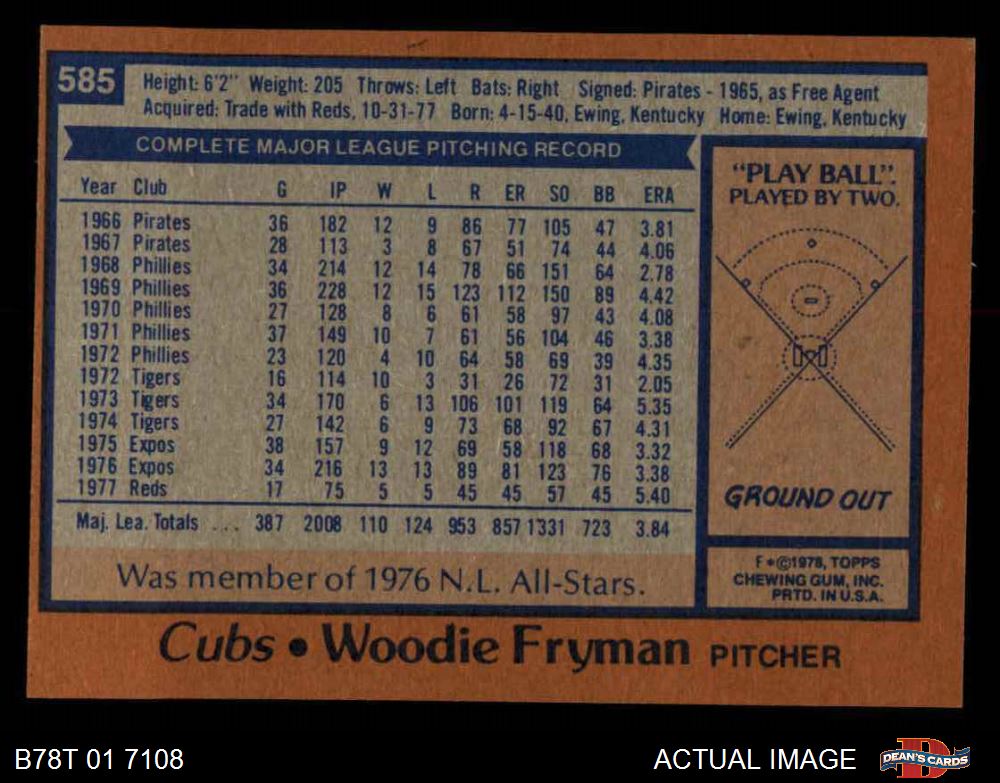 585
Height: 6'2" Weight: 205 Throws: Left Bats: Right Signed: Pirates - 1965, as Free Agent
Acquired: Trade with Reds, 10-31-77 Born: 4-15-40, Ewing, Kentucky Home: Ewing, Kentucky
COMPLETE MAJOR LEAGUE PITCHING RECORD
Year Club G IP W L R ER SO BB ERA
1966 Pirates 36 182 12 9 86 77 105 47 3.81
1967 Pirates 28 113 3 8 67 51 74 44 4.06
1968 Phillies 34 214 12 14 78 66 151 64 2.78
1969 Phillies 36 228 12 15 123 112 150 89 4.42
1970 Phillies 27 128 8 6 61 58 97 43 4.08
1971 Phillies 37 149 10 7 61 56 104 46 3.38
1972 Phillies 23 120 4 10 64 58 69 39 4.35
1972 Tigers 16 114 10 3 31 26 72 31 2.05
1973 Tigers 34 170 6 13 106 101 119 64 5.35
1974 Tigers 27 142 6 9 73 68 92 67 4.31
1975 Expos 38 157 9 12 69 58 118 68 3.32
1976 Expos 34 216 13 13 89 81 123 76 3.38
1977 Reds 17 75 5 5 45 45 57 45 5.40
Maj. Lea. Totals ... 387 2008 110 124 953 857 1331 723 3.84
Was member of 1976 N.L. All-Stars.
"PLAY BALL".
PLAYED BY TWO.
GROUND OUT
F*©1978, TOPPS
CHEWING GUM, INC.
PRTD. IN U.S.A.
Cubs • Woodie Fryman PITCHER
B78T 01 7108
ACTUAL IMAGE
D
DEAN'S CARDS